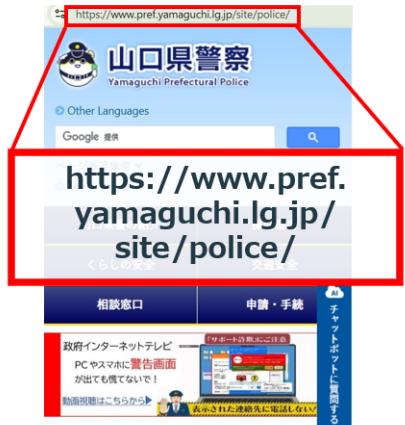 https://www.pref.yamaguchi.lg.jp/site/police/
山口県警察
Yamaguchi Prefectural Police
Other Languages
Google 提供
https://www.pref.
yamaguchi.lg.jp/
site/police/
くらしの安全
交通安全
相談窓口
申請・手続
AI
チャットボットに質問する
政府インターネットテレビ
PCやスマホに警告画面
が出ても慌てないで!
動画視聴はこちらから▶
「サポート詐欺」にご注意
表示された連絡先に電話しない!